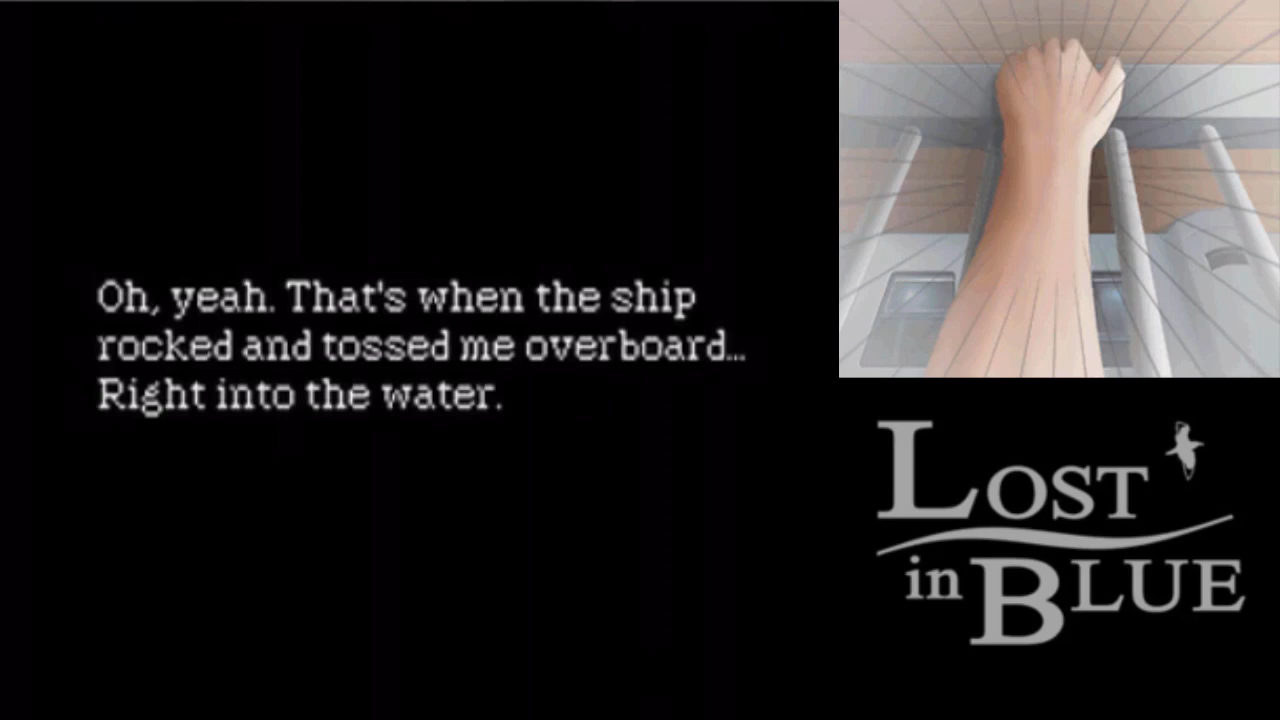 Oh, yeah. That's when the ship
rocked and tossed me overboard...
Right into the water.
LOST
in BLUE